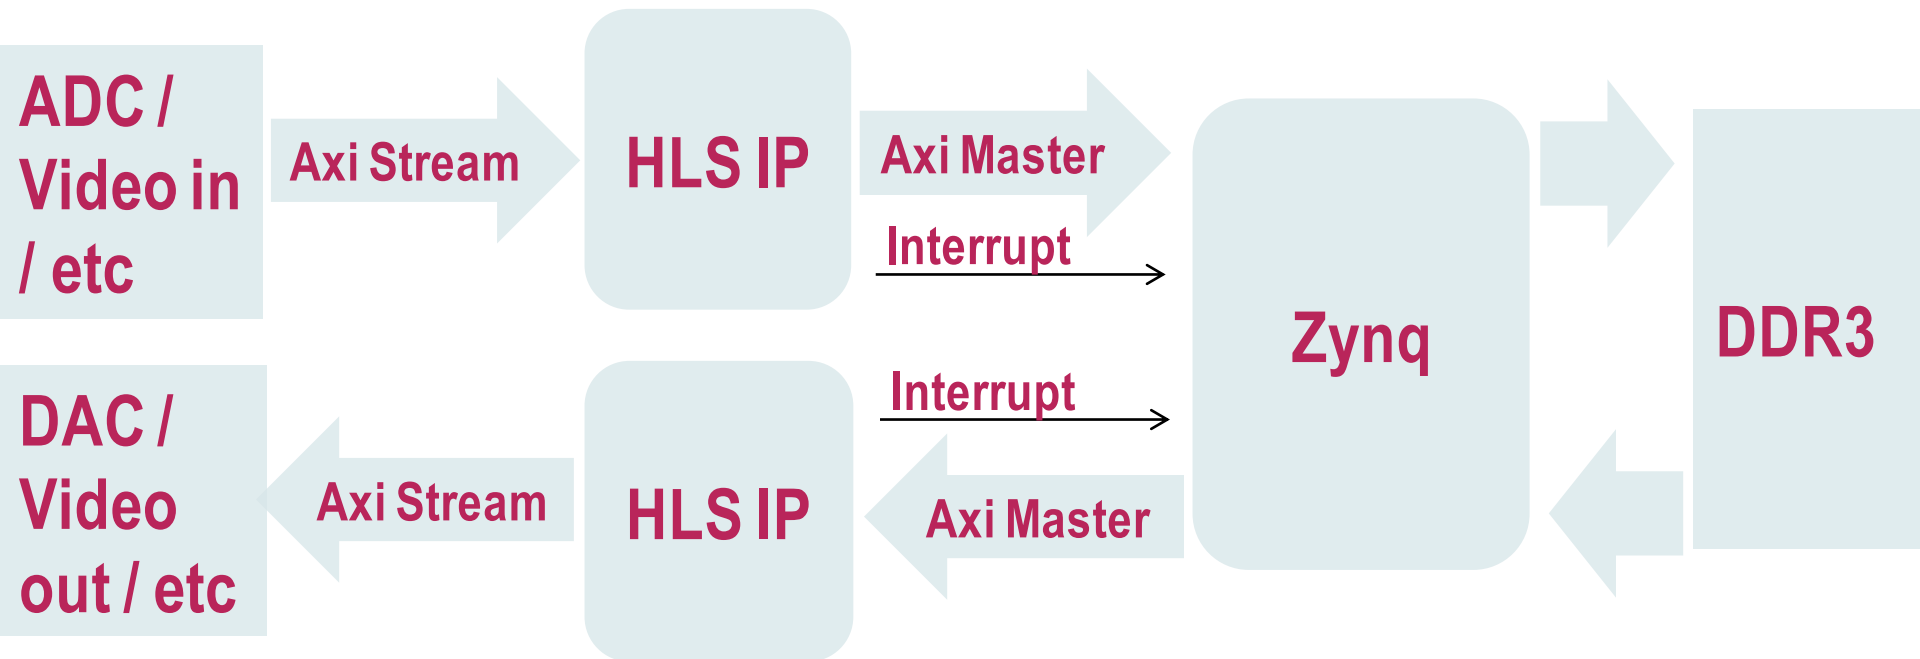 ADC /
Video in
/ etc
Axi Stream
HLS IP
Axi Master
Interrupt
Zynq
DDR3
DAC /
Video
out / etc
Axi Stream
HLS IP
Interrupt
Axi Master